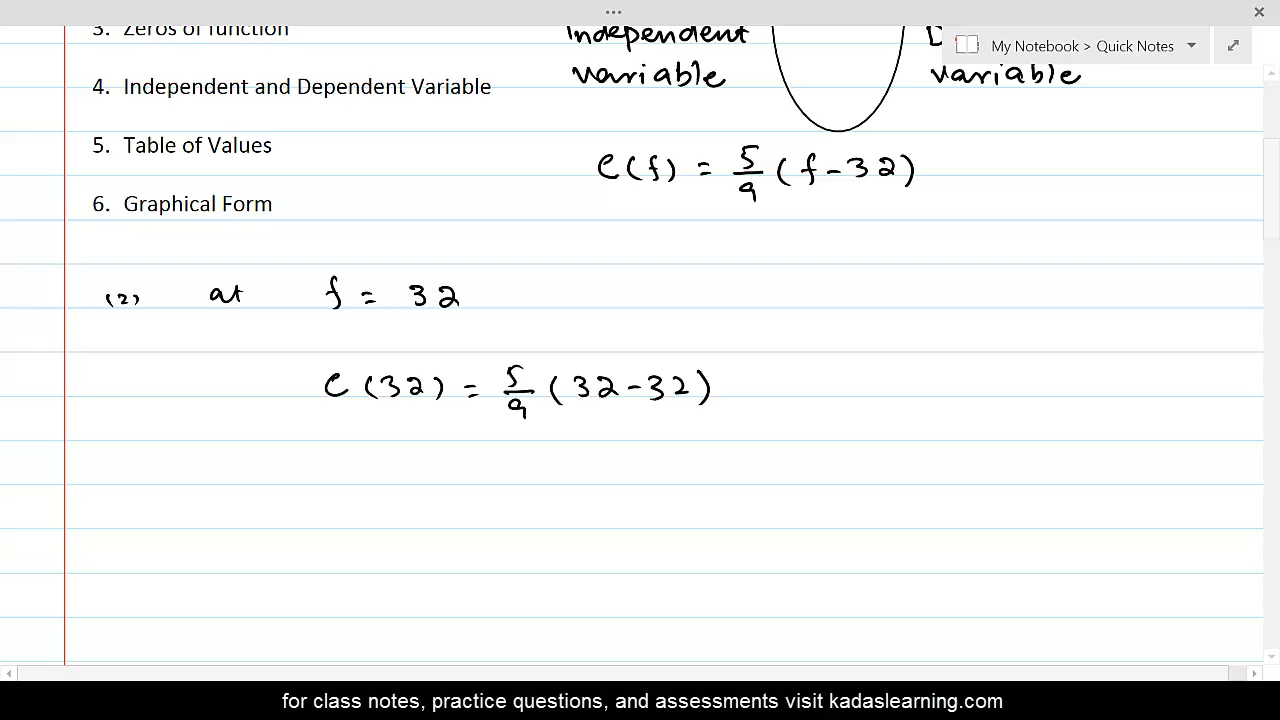 3. Zeros of function
Independent
variable
variable
My Notebook > Quick Notes
4. Independent and Dependent Variable
5. Table of Values
C(f) = 5/9 (f - 32)
6. Graphical Form
(2) at f = 32
C(32) = 5/9 (32 - 32)
for class notes, practice questions, and assessments visit kadaslearning.com